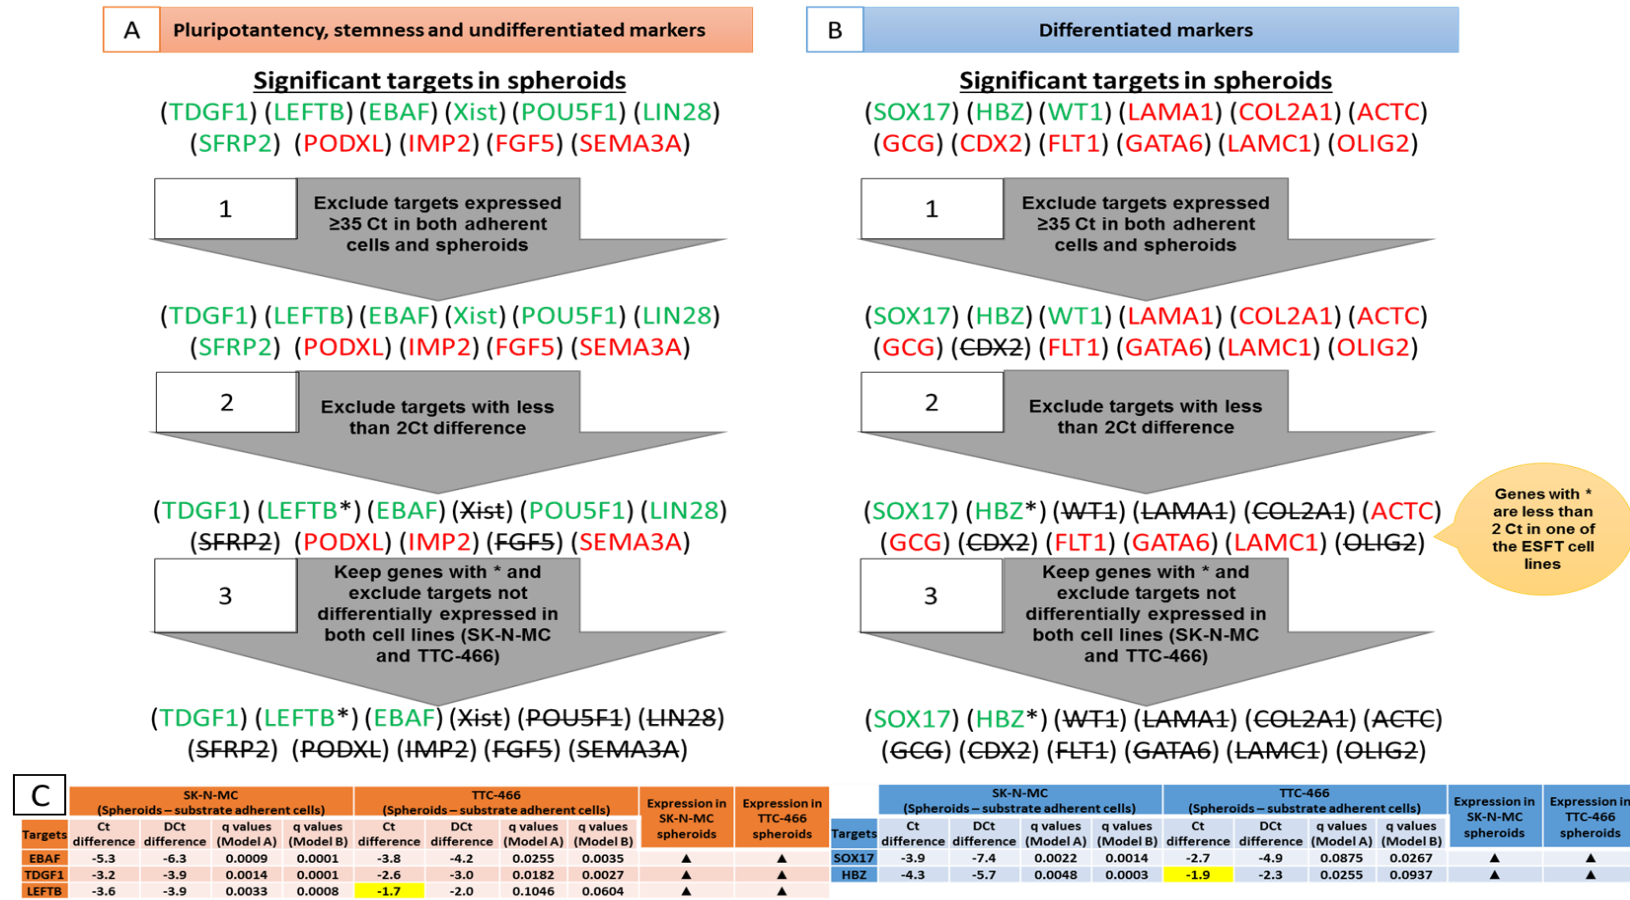 A
Pluripotantency, stemness and undifferentiated markers
Significant targets in spheroids
(TDGF1) (LEFTB) (EBAF) (Xist) (POU5F1) (LIN28)
(SFRP2) (PODXL) (IMP2) (FGF5) (SEMA3A)
1
Exclude targets expressed
≥35 Ct in both adherent
cells and spheroids
(TDGF1) (LEFTB) (EBAF) (Xist) (POU5F1) (LIN28)
(SFRP2) (PODXL) (IMP2) (FGF5) (SEMA3A)
2
Exclude targets with less
than 2Ct difference
(TDGF1) (LEFTB*) (EBAF) (Xist) (POU5F1) (LIN28)
(SFRP2) (PODXL) (IMP2) (FGF5) (SEMA3A)
3
Keep genes with * and
exclude targets not
differentially expressed in
both cell lines (SK-N-MC
and TTC-466)
(TDGF1) (LEFTB*) (EBAF) (Xist) (POU5F1) (LIN28)
(SFRP2) (PODXL) (IMP2) (FGF5) (SEMA3A)
B
Differentiated markers
Significant targets in spheroids
(SOX17) (HBZ) (WT1) (LAMA1) (COL2A1) (ACTC)
(GCG) (CDX2) (FLT1) (GATA6) (LAMC1) (OLIG2)
1
Exclude targets expressed
≥35 Ct in both adherent
cells and spheroids
(SOX17) (HBZ) (WT1) (LAMA1) (COL2A1) (ACTC)
(GCG) (CDX2) (FLT1) (GATA6) (LAMC1) (OLIG2)
2
Exclude targets with less
than 2Ct difference
(SOX17) (HBZ*) (WT1) (LAMA1) (COL2A1) (ACTC)
(GCG) (CDX2) (FLT1) (GATA6) (LAMC1) (OLIG2)
Genes with *
are less than
2 Ct in one of
the ESFT cell
lines
3
Keep genes with * and
exclude targets not
differentially expressed in
both cell lines (SK-N-MC
and TTC-466)
(SOX17) (HBZ*) (WT1) (LAMA1) (COL2A1) (ACTC)
(GCG) (CDX2) (FLT1) (GATA6) (LAMC1) (OLIG2)
C
SK-N-MC
(Spheroids – substrate adherent cells)
TTC-466
(Spheroids – substrate adherent cells)
Expression in
SK-N-MC
spheroids
Expression in
TTC-466
spheroids
Targets
Ct
difference
DCt
difference
q values
(Model A)
q values
(Model B)
Ct
difference
DCt
difference
q values
(Model A)
q values
(Model B)
EBAF -5.3 -6.3 0.0009 0.0001 -3.8 -4.2 0.0255 0.0035 ▲ ▲
TDGF1 -3.2 -3.9 0.0014 0.0001 -2.6 -3.0 0.0182 0.0027 ▲ ▲
LEFTB -3.6 -3.9 0.0033 0.0008 -1.7 -2.0 0.1046 0.0604 ▲ ▲
SK-N-MC
(Spheroids – substrate adherent cells)
TTC-466
(Spheroids – substrate adherent cells)
Expression in
SK-N-MC
spheroids
Expression in
TTC-466
spheroids
Targets
Ct
difference
DCt
difference
q values
(Model A)
q values
(Model B)
Ct
difference
DCt
difference
q values
(Model A)
q values
(Model B)
SOX17 -3.9 -7.4 0.0022 0.0014 -2.7 -4.9 0.0875 0.0267 ▲ ▲
HBZ -4.3 -5.7 0.0048 0.0003 -1.9 -2.3 0.0255 0.0937 ▲ ▲